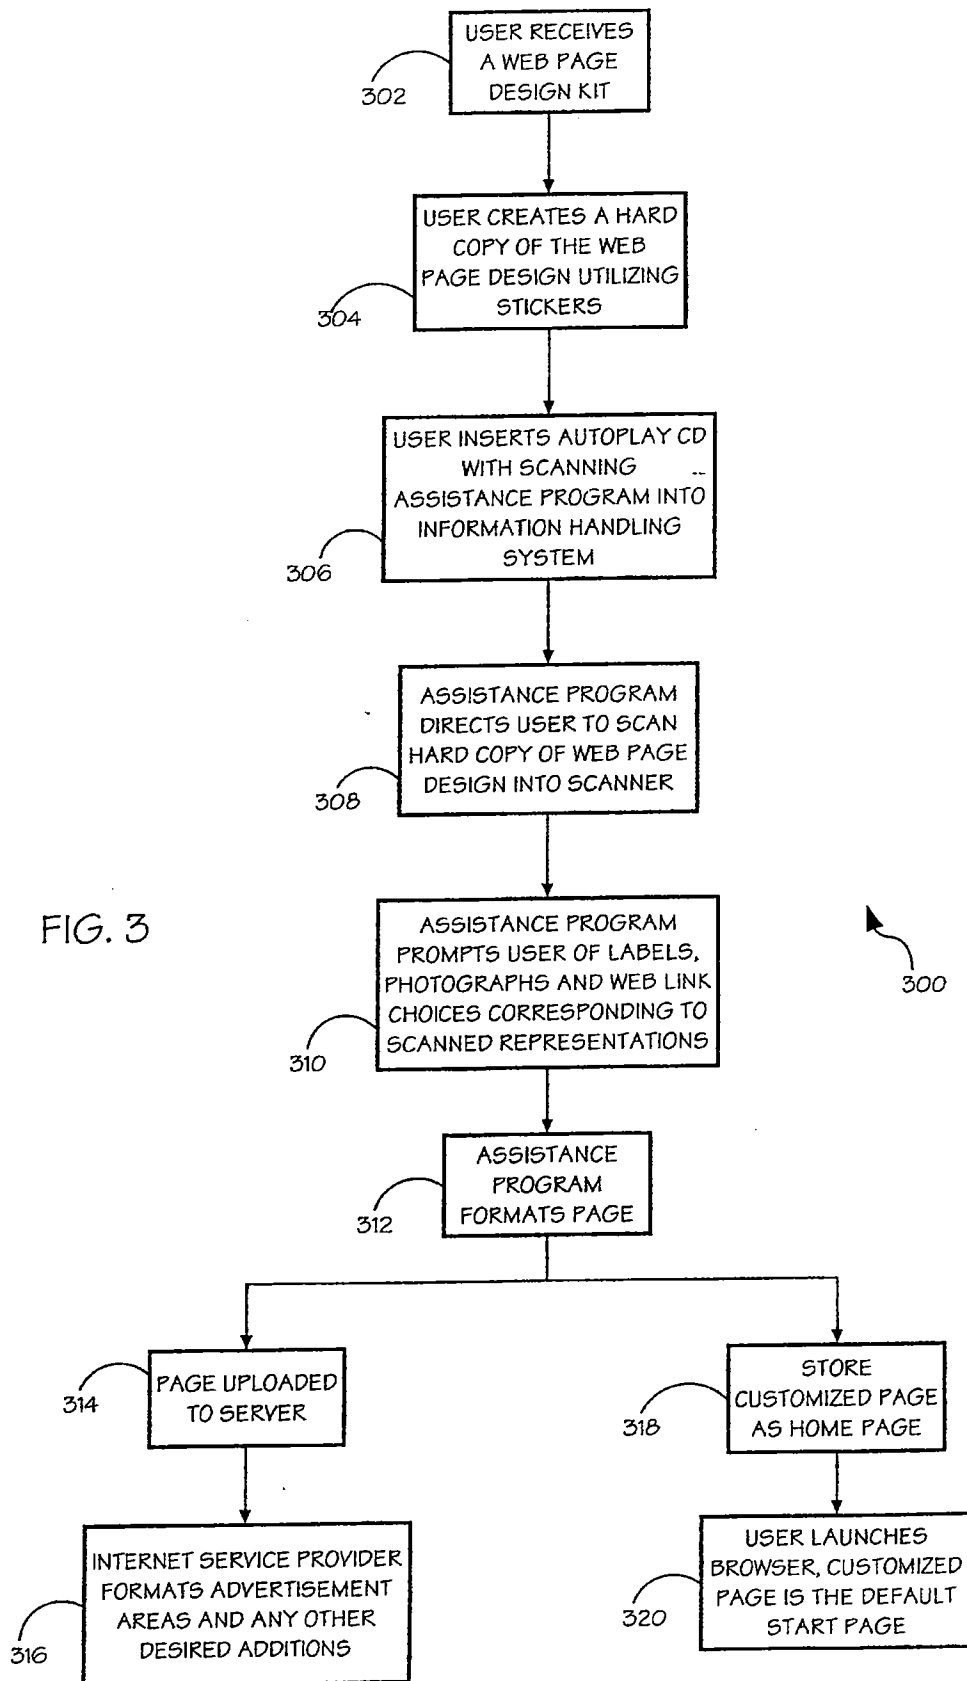 USER RECEIVES
A WEB PAGE
DESIGN KIT
302
USER CREATES A HARD
COPY OF THE WEB
PAGE DESIGN UTILIZING
STICKERS
304
USER INSERTS AUTOPLAY CD
WITH SCANNING
ASSISTANCE PROGRAM INTO
INFORMATION HANDLING
SYSTEM
306
ASSISTANCE PROGRAM
DIRECTS USER TO SCAN
HARD COPY OF WEB PAGE
DESIGN INTO SCANNER
308
FIG. 3
ASSISTANCE PROGRAM
PROMPTS USER OF LABELS,
PHOTOGRAPHS AND WEB LINK
CHOICES CORRESPONDING TO
SCANNED REPRESENTATIONS
310
300
ASSISTANCE
PROGRAM
FORMATS PAGE
312
PAGE UPLOADED
TO SERVER
314
STORE
CUSTOMIZED PAGE
AS HOME PAGE
318
INTERNET SERVICE PROVIDER
FORMATS ADVERTISEMENT
AREAS AND ANY OTHER
DESIRED ADDITIONS
316
USER LAUNCHES
BROWSER, CUSTOMIZED
PAGE IS THE DEFAULT
START PAGE
320